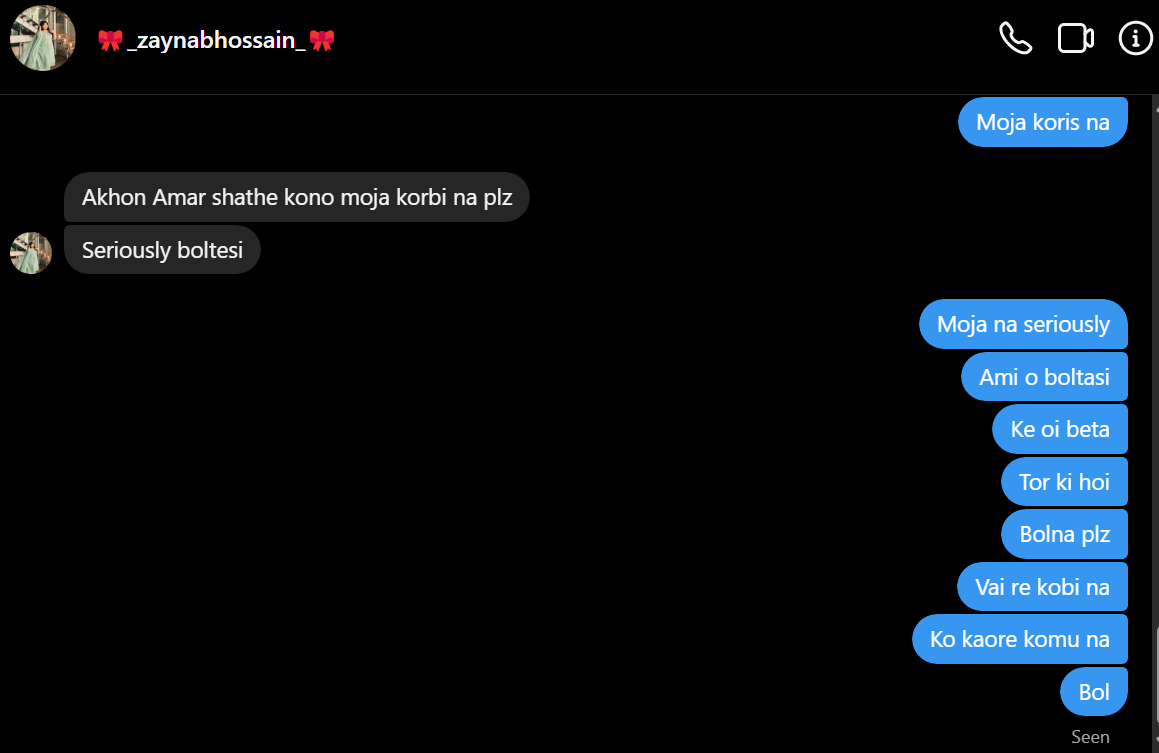 🎀_zaynabhossain_🎀
Moja koris na
Akhon Amar shathe kono moja korbi na plz
Seriously boltesi
Moja na seriously
Ami o boltasi
Ke oi beta
Tor ki hoi
Bolna plz
Vai re kobi na
Ko kaore komu na
Bol
Seen